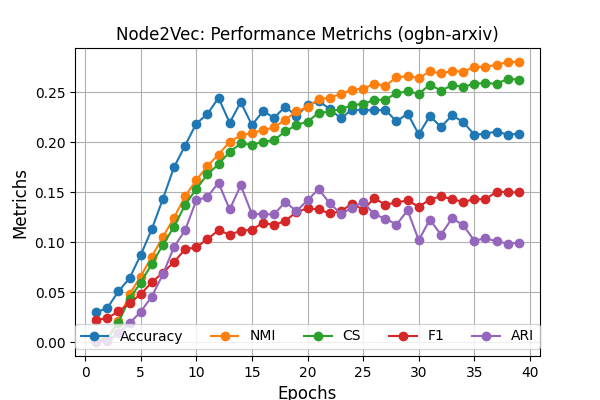 Node2Vec: Performance Metrichs (ogbn-arxiv)
Metrichs
0.25
0.20
0.15
0.10
0.05
0.00
Accuracy NMI CS F1 ARI
0 5 10 15 20 25 30 35 40
Epochs